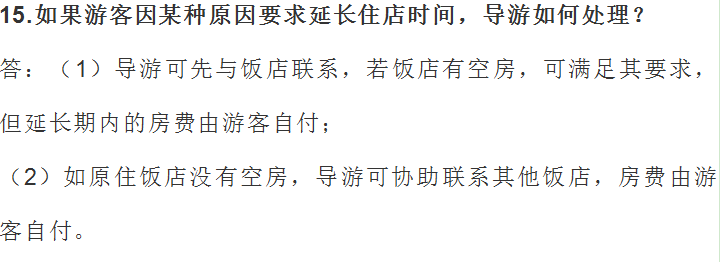 15.如果游客因某种原因要求延长住店时间，导游如何处理？
答：（1）导游可先与饭店联系，若饭店有空房，可满足其要求，
但延长期内的房费由游客自付；
（2）如原住饭店没有空房，导游可协助联系其他饭店，房费由游
客自付。